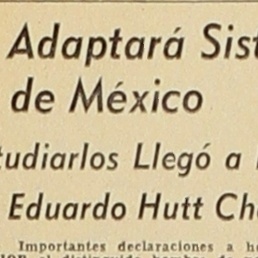 Adaptará Sist
de México
tudiarlos Llegó a
Eduardo Hutt Ch
Importantes declaraciones a h